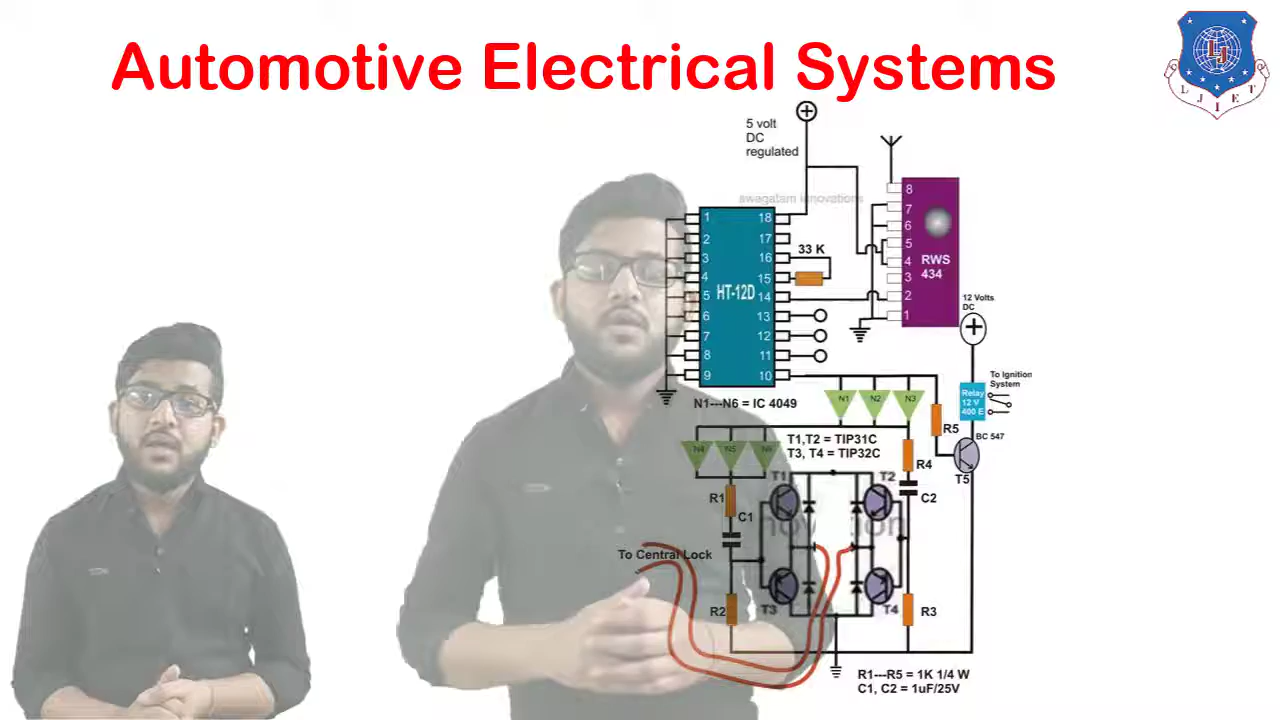 Automotive Electrical Systems
LJ
L J I E T
5 volt
DC
regulated
swagatam innovations
33 K
HT-12D
1
2
3
4
5
6
7
8
9
18
17
16
15
14
13
12
11
10
8
7
6
5
4
3
2
1
RWS
434
12 Volts
DC
To Ignition
System
Relay
12 V
400 E
N1---N6 = IC 4049
N1
N2
N3
R5
BC 547
T5
T1,T2 = TIP31C
T3, T4 = TIP32C
N4
N5
N6
R4
C2
R1
C1
T1
T2
innovation
To Central Lock
T3
T4
R2
R3
R1---R5 = 1K 1/4 W
C1, C2 = 1uF/25V